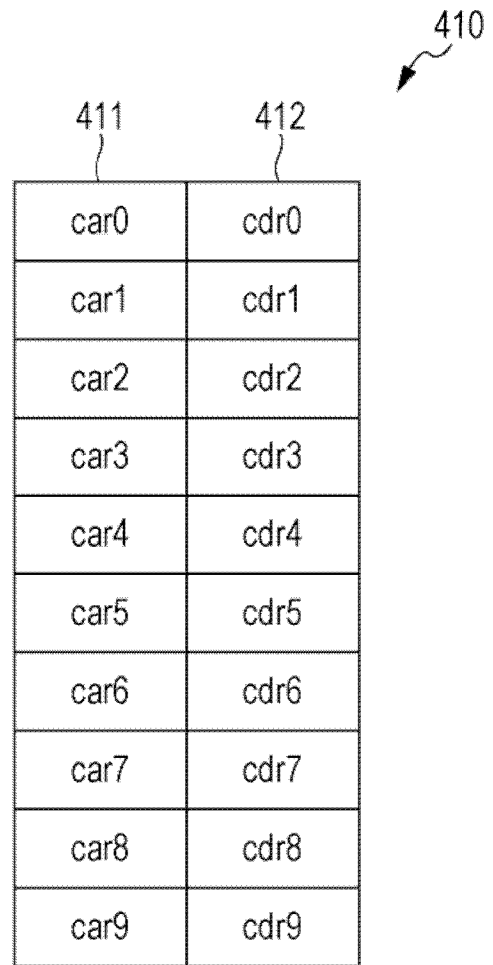 410
411 412
car0 cdr0
car1 cdr1
car2 cdr2
car3 cdr3
car4 cdr4
car5 cdr5
car6 cdr6
car7 cdr7
car8 cdr8
car9 cdr9